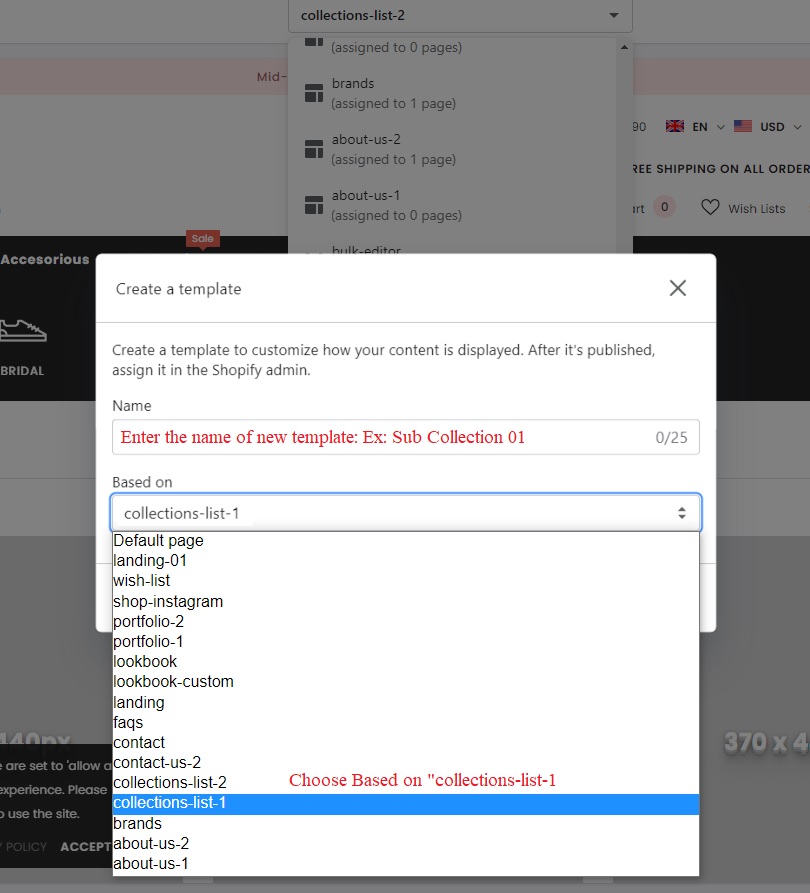 collections-list-2
(assigned to 0 pages)
Mid-
brands
(assigned to 1 page)
90 EN USD
about-us-2
(assigned to 1 page)
REE SHIPPING ON ALL ORDER
about-us-1
(assigned to 0 pages)
art 0 Wish Lists
Sale
bulk-editor
Accesorious
BRIDAL
Create a template
Create a template to customize how your content is displayed. After it's published,
assign it in the Shopify admin.
Name
Enter the name of new template: Ex: Sub Collection 01 0/25
Based on
collections-list-1
Default page
landing-01
wish-list
shop-instagram
portfolio-2
portfolio-1
lookbook
lookbook-custom
landing
faqs
contact
contact-us-2
collections-list-2
Choose Based on "collections-list-1
collections-list-1
brands
about-us-2
about-us-1
440px
370 x 4
e are set to 'allow a
experience. Please
o use the site.
Y POLICY ACCEPT